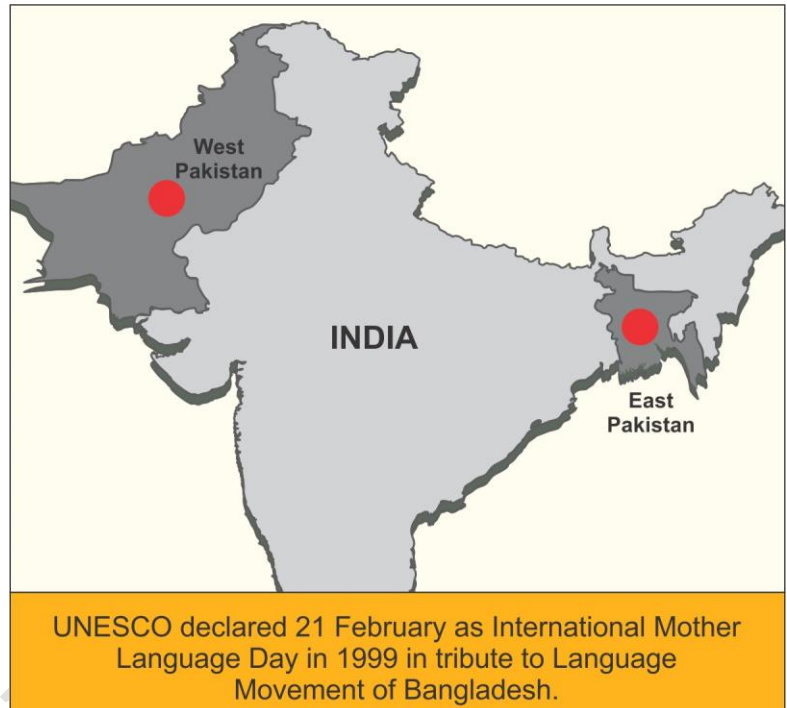 West
Pakistan
INDIA
East
Pakistan
UNESCO declared 21 February as International Mother
Language Day in 1999 in tribute to Language
Movement of Bangladesh.